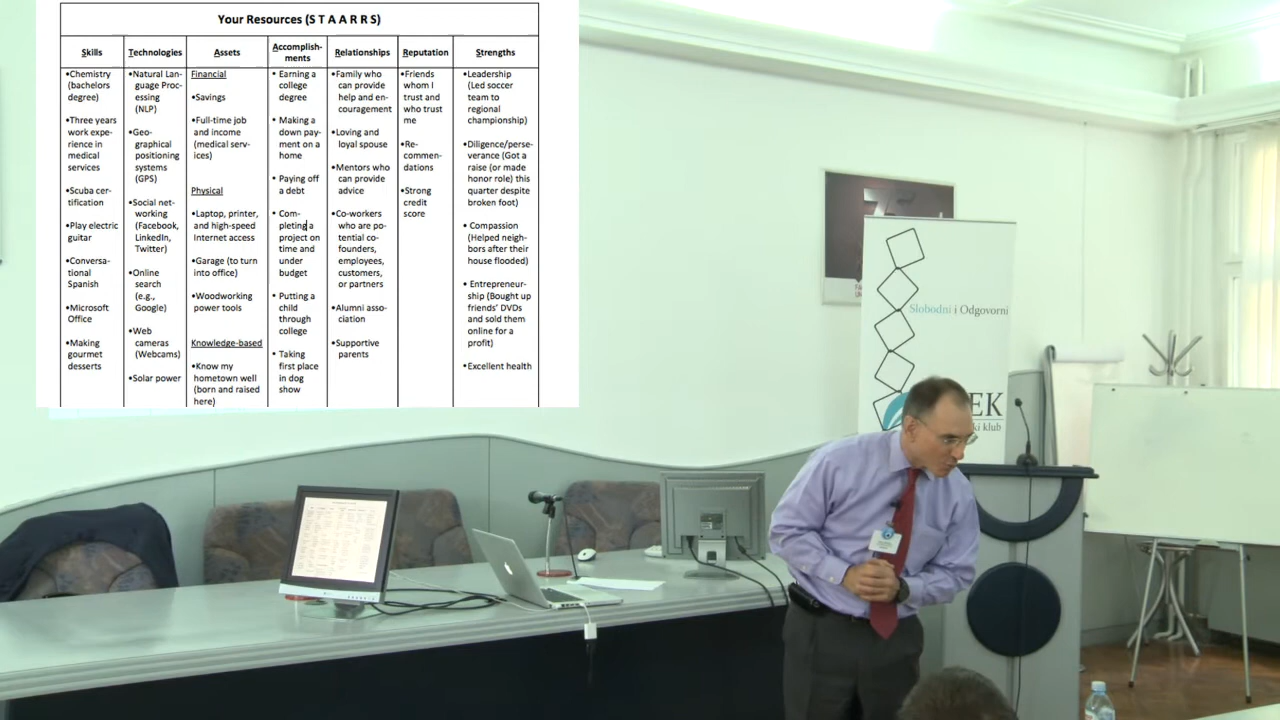 Your Resources (S T A A R R S)
Skills
•Chemistry
(bachelors
degree)
•Three years
work expe-
rience in
medical
services
•Scuba cer-
tification
•Play electric
guitar
•Conversa-
tional
Spanish
•Microsoft
Office
•Making
gourmet
desserts
Technologies
•Natural Lan-
guage Proc-
essing
(NLP)
•Geo-
graphical
positioning
systems
(GPS)
•Social net-
working
(Facebook,
LinkedIn,
Twitter)
•Online
search
(e.g.,
Google)
•Web
cameras
(Webcams)
•Solar power
Assets
Financial
•Savings
•Full-time job
and income
(medical serv-
ices)
Physical
•Laptop, printer,
and high-speed
Internet access
•Garage (to turn
into office)
•Woodworking
power tools
Knowledge-based
•Know my
hometown well
(born and raised
here)
Accomplish-
ments
• Earning a
college
degree
• Making a
down pay-
ment on a
home
• Paying off
a debt
• Com-
pleting a
project on
time and
under
budget
• Putting a
child
through
college
• Taking
first place
in dog
show
Relationships
•Family who
can provide
help and en-
couragement
•Loving and
loyal spouse
•Mentors who
can provide
advice
•Co-workers
who are po-
tential co-
founders,
employees,
customers,
or partners
•Alumni asso-
ciation
•Supportive
parents
Reputation
•Friends
whom I
trust and
who trust
me
•Re-
commen-
dations
•Strong
credit
score
Strengths
•Leadership
(Led soccer
team to
regional
championship)
•Diligence/perse-
verance (Got a
raise (or made
honor role) this
quarter despite
broken foot)
• Compassion
(Helped neigh-
bors after their
house flooded)
• Entrepreneur-
ship (Bought up
friends' DVDs
and sold them
online for a
profit)
•Excellent health
Slobodni i Odgovorni
EK
ki klub